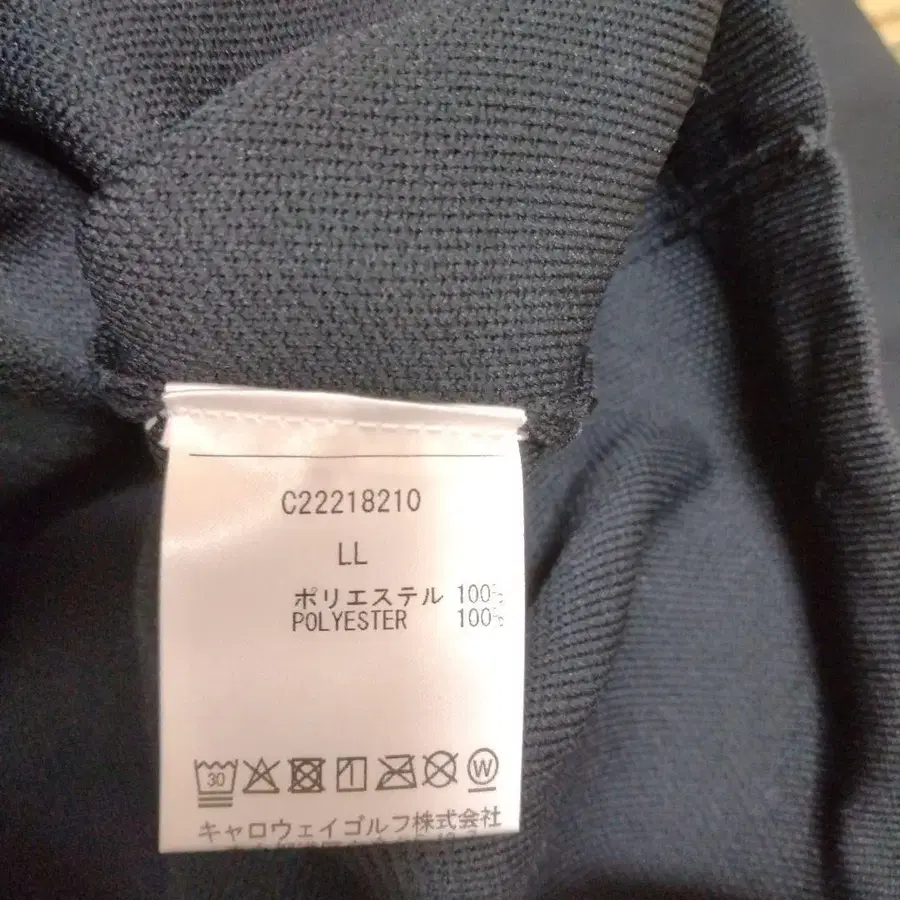 C22218210
LL
ポリエステル 100%
POLYESTER 100%
30 W
キャロウェイゴルフ株式会社